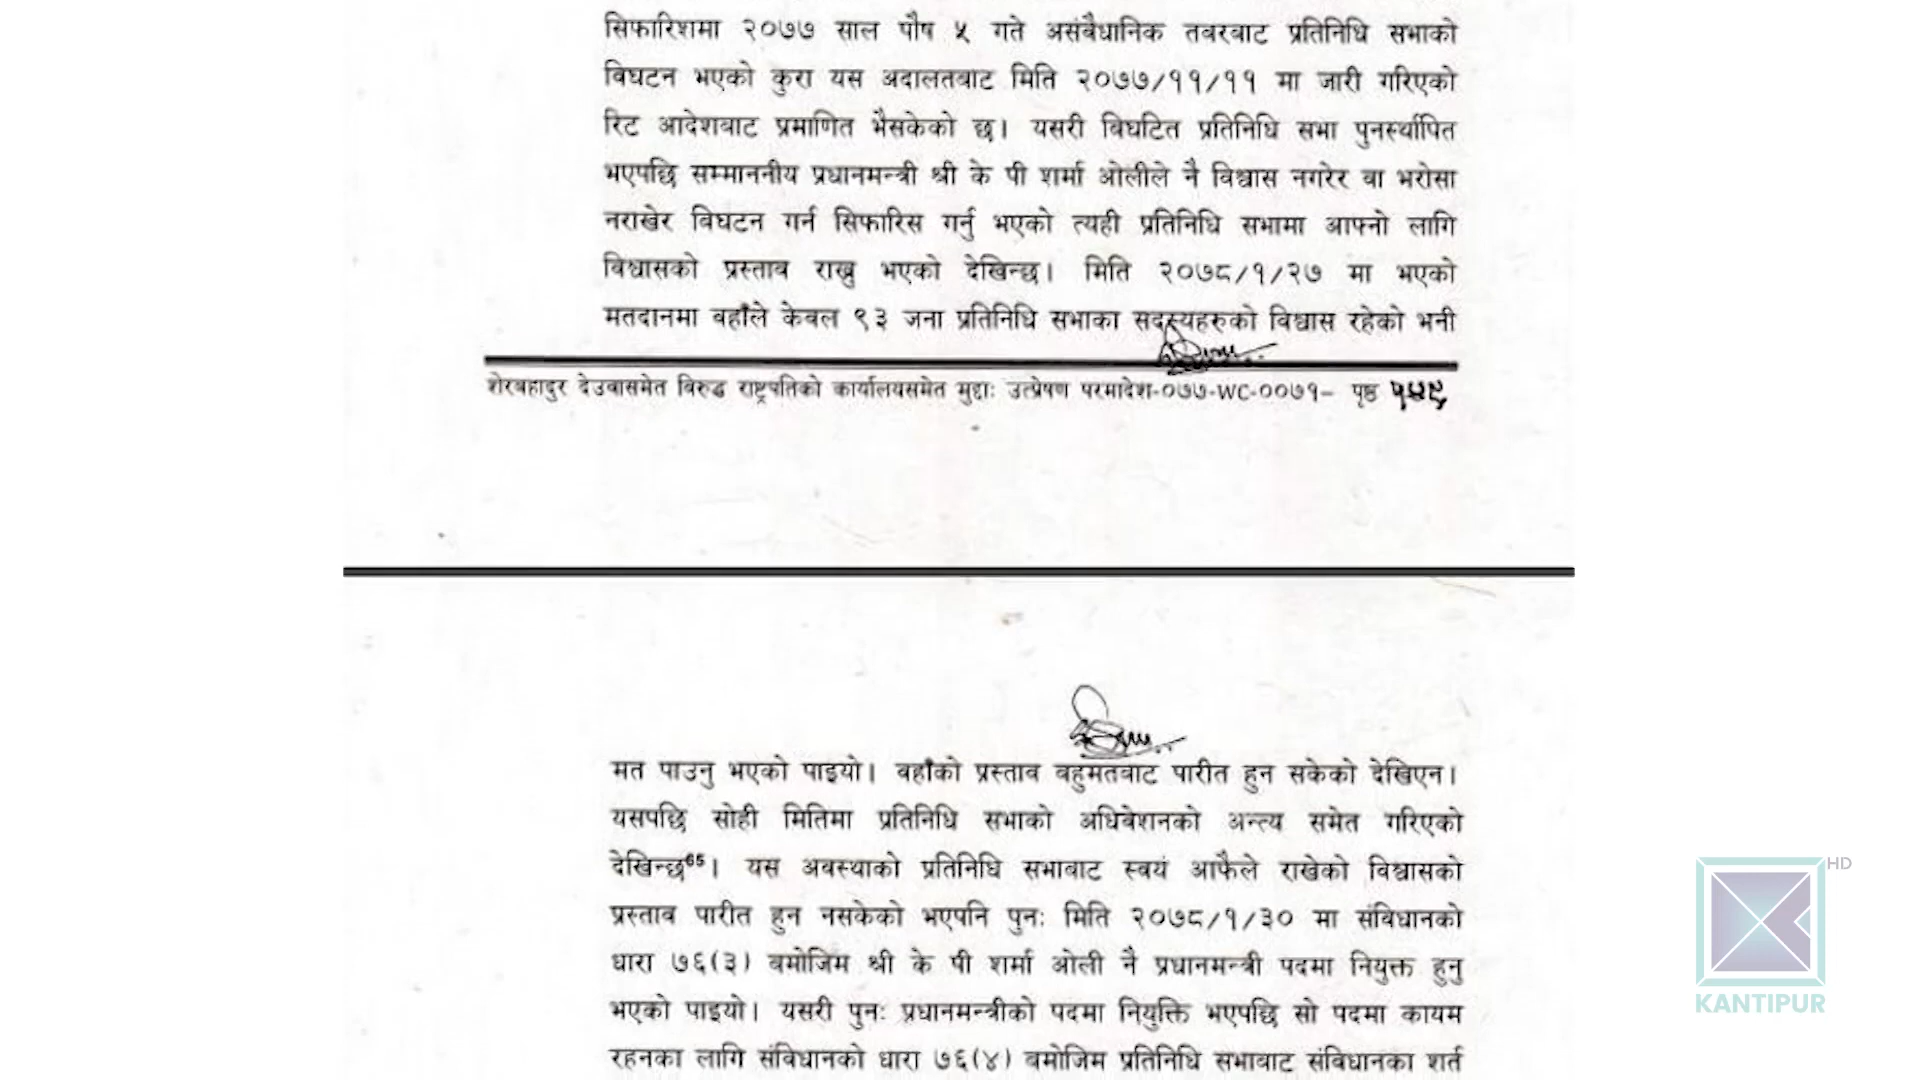 सिफारिशमा २०७७ साल पौष ५ गते असंबैधानिक तवरबाट प्रतिनिधि सभाको
विघटन भएको कुरा यस अदालतबाट मिति २०७७/११/११ मा जारी गरिएको
रिट आदेशबाट प्रमाणित भैसकेको छ। यसरी विघटित प्रतिनिधि सभा पुनर्स्थापित
भएपछि सम्माननीय प्रधानमन्त्री श्री के पी शर्मा ओलीले नै विश्वास नगरेर वा भरोसा
नराखेर विघटन गर्न सिफारिस गर्नु भएको त्यही प्रतिनिधि सभामा आफ्नो लागि
विश्वासको प्रस्ताव राख्नु भएको देखिन्छ। मिति २०७८/१/२७ मा भएको
मतदानमा वहाँले केवल ९३ जना प्रतिनिधि सभाका सदस्यहरुको विश्वास रहेको भनी
शेरबहादुर देउवासमेत विरुद्ध राष्ट्रपतिको कार्यालयसमेत मुद्दाः उत्प्रेषण परमादेश-०७७-WC-००७१– पृष्ठ
मत पाउनु भएको पाइयो। वहाँको प्रस्ताव बहुमतबाट पारीत हुन सकेको देखिएन।
यसपछि सोही मितिमा प्रतिनिधि सभाको अधिवेशनको अन्त्य समेत गरिएको
देखिन्छ⁶⁵। यस अवस्थाको प्रतिनिधि सभाबाट स्वयं आफैले राखेको विश्वासको
प्रस्ताव पारीत हुन नसकेको भएपनि पुनः मिति २०७८/१/३० मा संविधानको
धारा ७६(३) बमोजिम श्री के पी शर्मा ओली नै प्रधानमन्त्री पदमा नियुक्त हुनु
भएको पाइयो। यसरी पुनः प्रधानमन्त्रीको पदमा नियुक्ति भएपछि सो पदमा कायम
रहनका लागि संविधानको धारा ७६(४) बमोजिम प्रतिनिधि सभाबाट संविधानका शर्त
HD
KANTIPUR